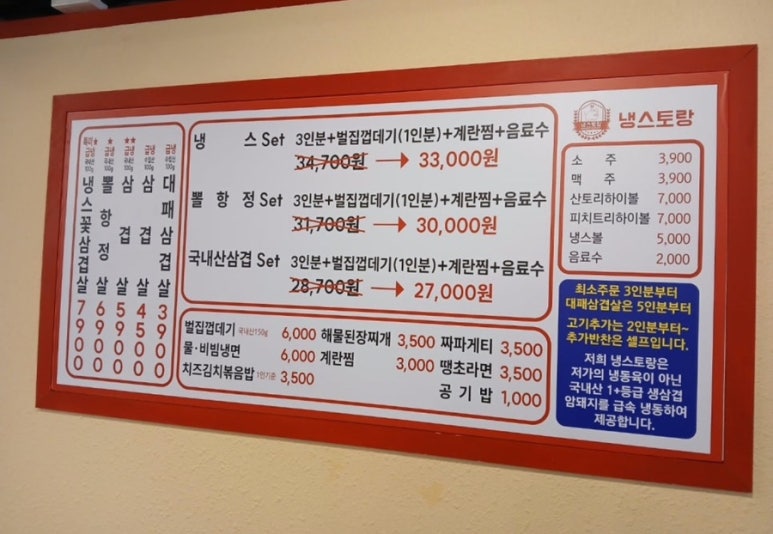 냉스꽃삼겹살 7900
뽈항정살 6900
삼겹살 5900
삼겹살 4500
대패삼겹살 3900
냉 스 Set 3인분+벌집껍데기(1인분)+계란찜+음료수
34,700원 → 33,000원
뽈 항 정 Set 3인분+벌집껍데기(1인분)+계란찜+음료수
31,700원 → 30,000원
국내산삼겹 Set 3인분+벌집껍데기(1인분)+계란찜+음료수
28,700원 → 27,000원
벌집껍데기 국내산150g 6,000 해물된장찌개 3,500 짜파게티 3,500
물·비빔냉면 6,000 계란찜 3,000 땡초라면 3,500
치즈김치볶음밥 1인기준 3,500 공 기 밥 1,000
냉스토랑
소 주 3,900
맥 주 3,900
산토리하이볼 7,000
피치트리하이볼 7,000
냉스볼 5,000
음료수 2,000
최소주문 3인분부터
대패삼겹살은 5인분부터
고기추가는 2인분부터~
추가반찬은 셀프입니다.
저희 냉스토랑은
저가의 냉동육이 아닌
국내산 1+등급 생삼겹
암돼지를 급속 냉동하여
제공합니다.